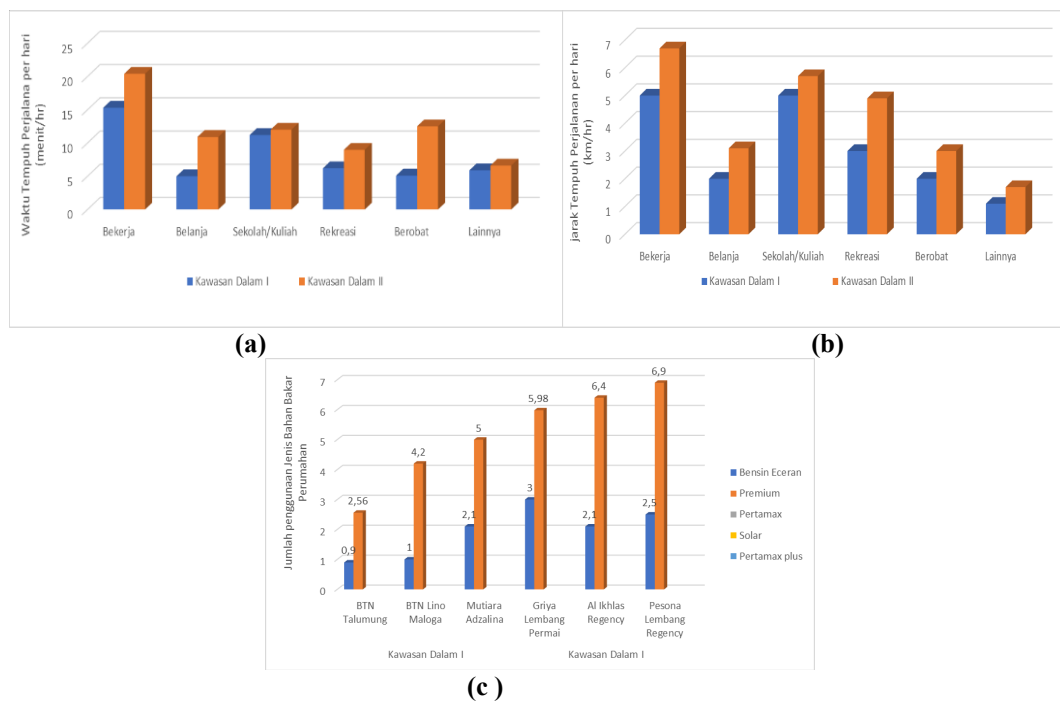 Waktu Tempuh Perjalana per hari
(menit/hr)
25
20
15
10
5
0
Bekerja Belanja Sekolah/Kuliah Rekreasi Berobat Lainnya
Kawasan Dalam I Kawasan Dalam II
(a)
jarak Tempuh Perjalanan per hari
(km/hr)
7
6
5
4
3
2
1
0
Bekerja Belanja Sekolah/Kuliah Rekreasi Berobat Lainnya
Kawasan Dalam I Kawasan Dalam II
(b)
Jumlah penggunaan Jenis Bahan Bakar
Perumahan
7
6
5
4
3
2
1
0
0,9 2,56 1 4,2 2,1 5 3 5,98 2,1 6,4 2,5 6,9
BTN Talumung
BTN Lino Maloga
Mutiara Adzalina
Griya Lembang Permai
Al Ikhlas Regency
Pesona Lembang Regency
Kawasan Dalam I Kawasan Dalam I
Bensin Eceran
Premium
Pertamax
Solar
Pertamax plus
(c )